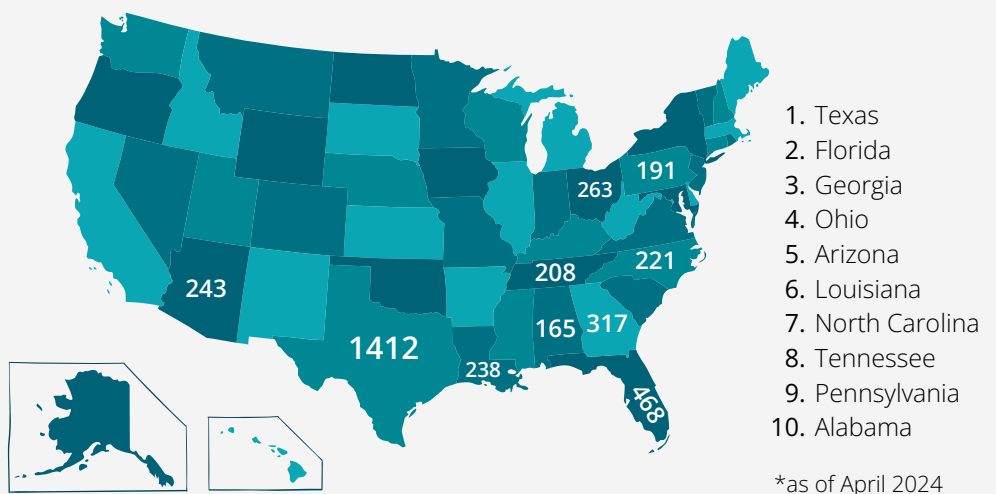 191
263
208
221
243
165
317
1412
238
468
1. Texas
2. Florida
3. Georgia
4. Ohio
5. Arizona
6. Louisiana
7. North Carolina
8. Tennessee
9. Pennsylvania
10. Alabama
*as of April 2024